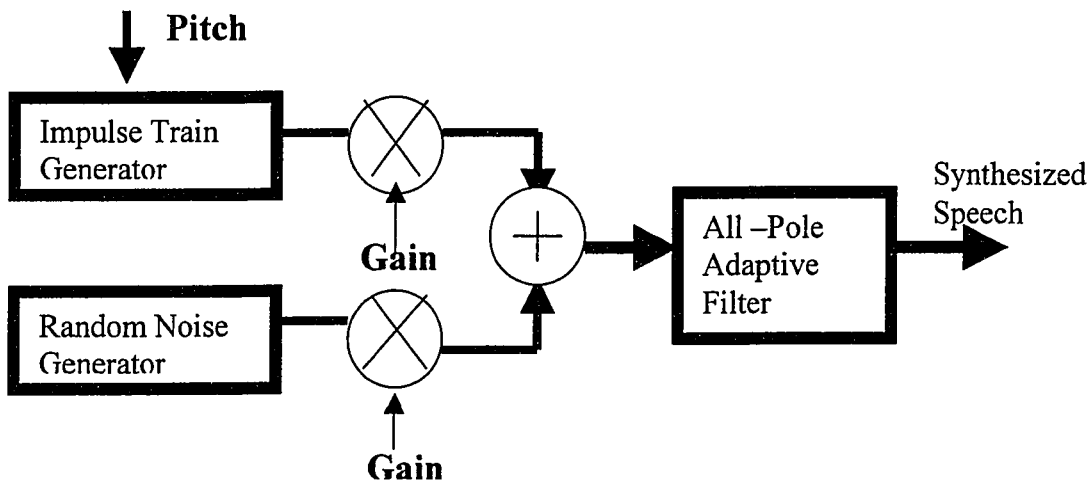 Pitch
Impulse Train
Generator
Gain
Synthesized
Speech
All –Pole
Adaptive
Filter
Random Noise
Generator
Gain